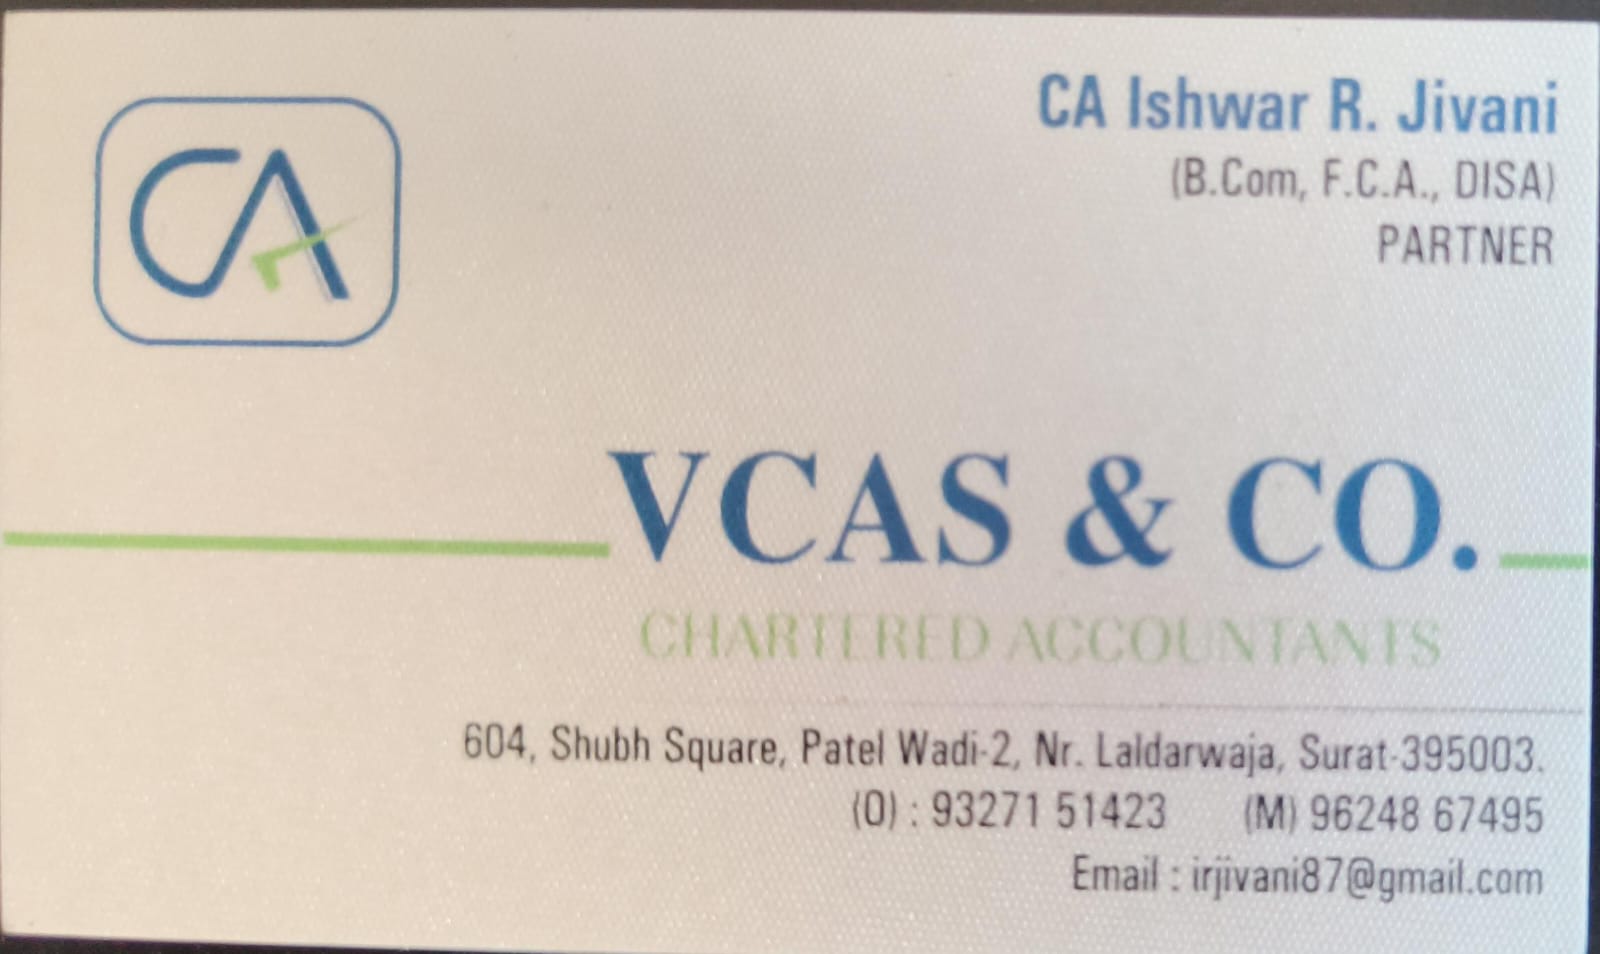 CA
CA Ishwar R. Jivani
(B.Com, F.C.A., DISA)
PARTNER
VCAS & CO.
CHARTERED ACCOUNTANTS
604, Shubh Square, Patel Wadi-2, Nr. Laldarwaja, Surat-395003.
(O) : 93271 51423 (M) 96248 67495
Email : irjivani87@gmail.com